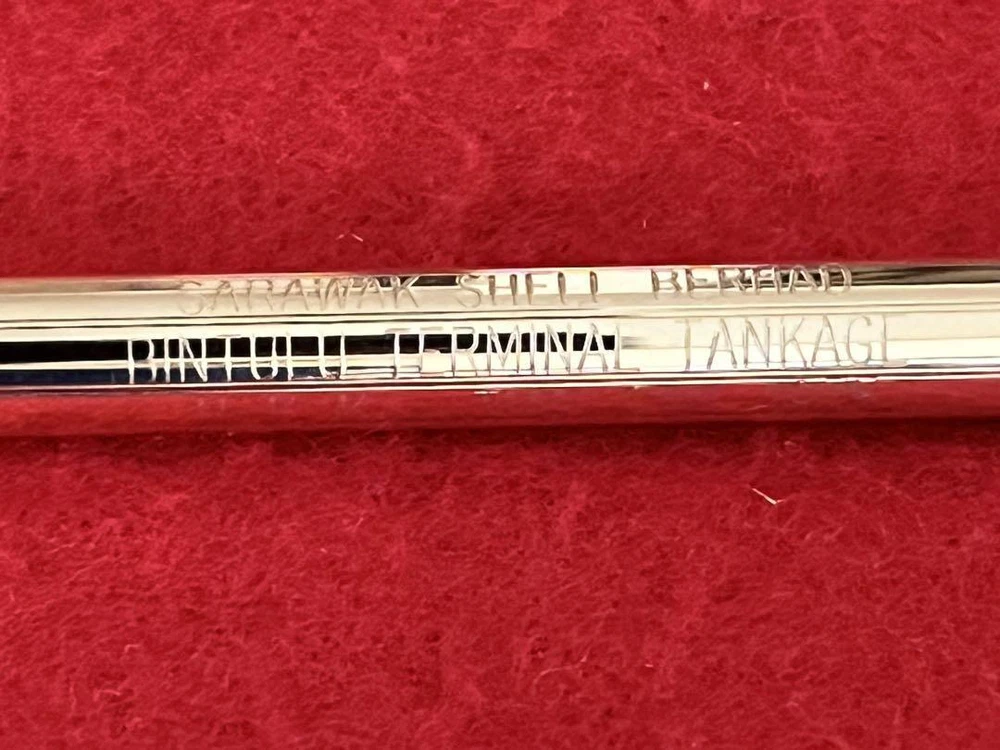 SARAWAK SHELL BERHAD
BINTULU TERMINAL TANKAGE